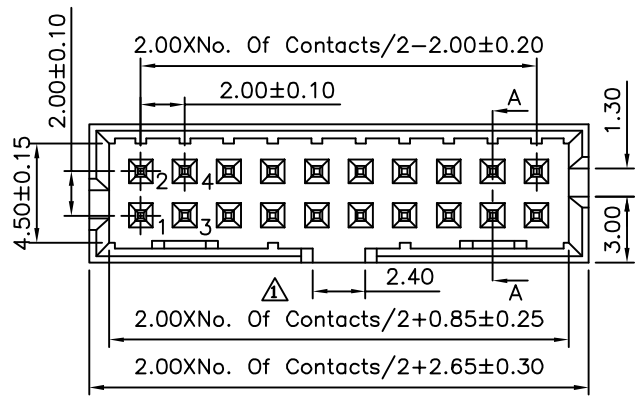 2.00XNo. Of Contacts/2-2.00±0.20
2.00±0.10
2.00±0.10
A
1.30
4.50±0.15
2 4
1 3
3.00
1
2.40
A
2.00XNo. Of Contacts/2+0.85±0.25
2.00XNo. Of Contacts/2+2.65±0.30